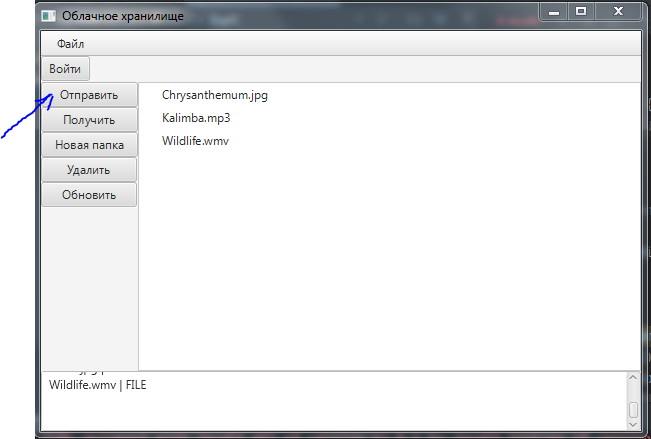 Облачное хранилище
Файл
Войти
Отправить
Получить
Новая папка
Удалить
Обновить
Chrysanthemum.jpg
Kalimba.mp3
Wildlife.wmv
Wildlife.wmv | FILE